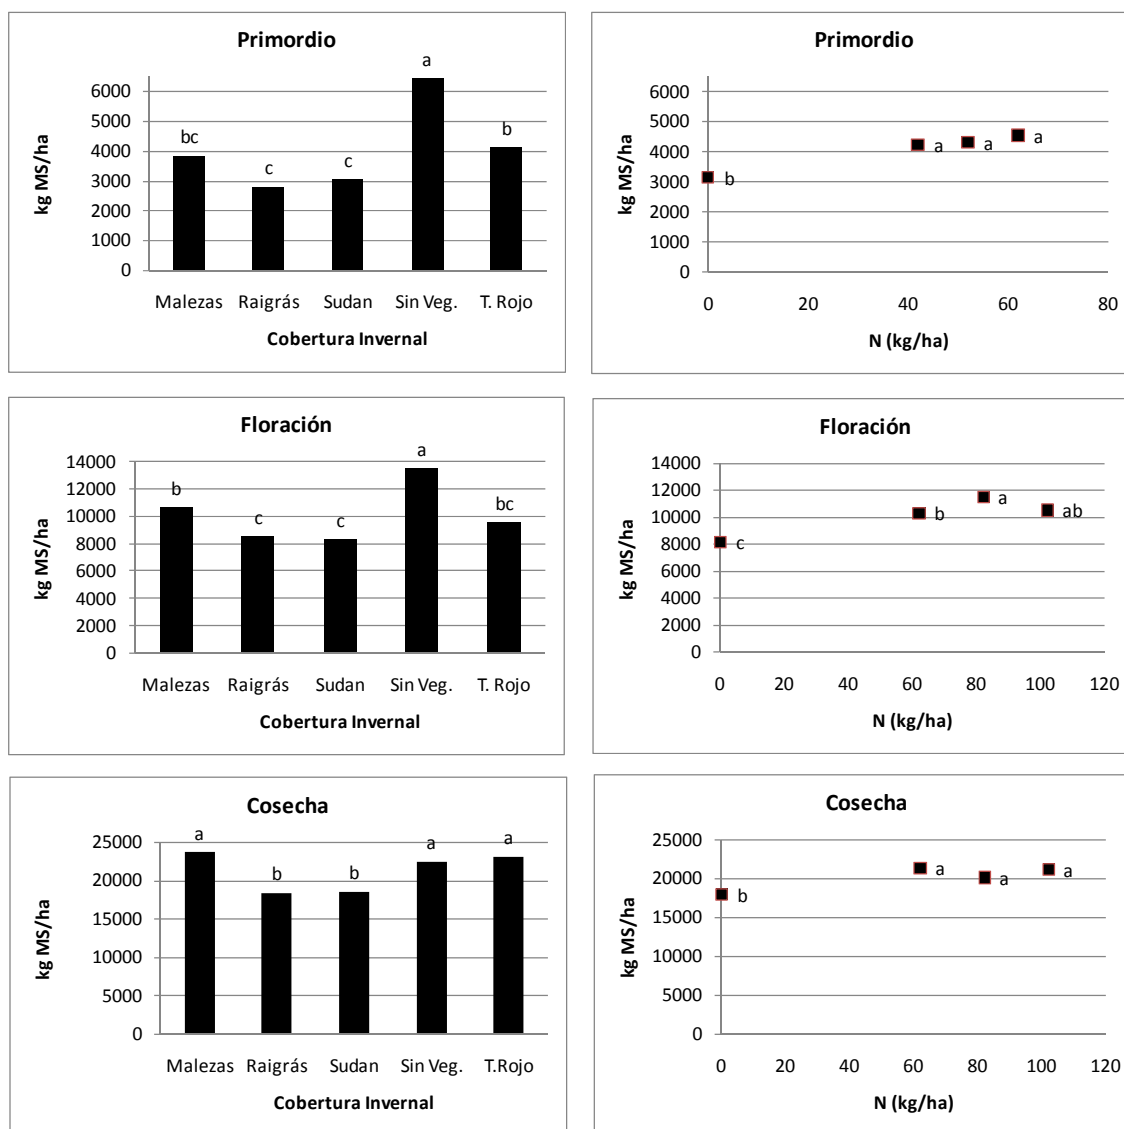 Primordio
kg MS/ha
6000
5000
4000
3000
2000
1000
0
bc
c
c
a
b
Malezas Raigrás Sudan Sin Veg. T. Rojo
Cobertura Invernal
Primordio
kg MS/ha
6000
5000
4000
3000
2000
1000
0
b
a
a
a
0 20 40 60 80
N (kg/ha)
Floración
kg MS/ha
14000
12000
10000
8000
6000
4000
2000
0
b
c
c
a
bc
Malezas Raigrás Sudan Sin Veg. T. Rojo
Cobertura Invernal
Floración
kg MS/ha
14000
12000
10000
8000
6000
4000
2000
0
c
b
a
ab
0 20 40 60 80 100 120
N (kg/ha)
Cosecha
kg MS/ha
25000
20000
15000
10000
5000
0
a
b
b
a
a
Malezas Raigrás Sudan Sin Veg. T.Rojo
Cobertura Invernal
Cosecha
kg MS/ha
25000
20000
15000
10000
5000
0
b
a
a
a
0 20 40 60 80 100 120
N (kg/ha)